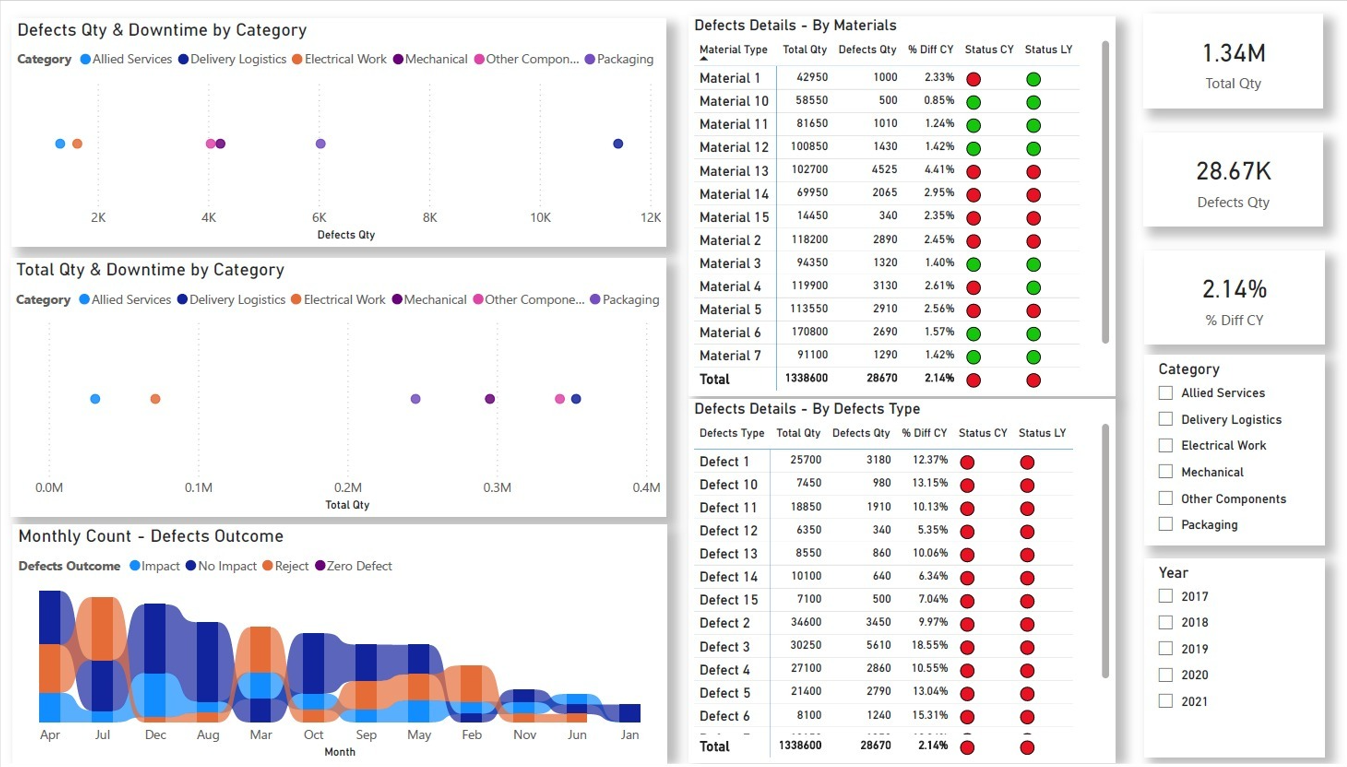 Defects Qty & Downtime by Category
Category Allied Services Delivery Logistics Electrical Work Mechanical Other Compon... Packaging
2K 4K 6K 8K 10K 12K
Defects Qty
Total Qty & Downtime by Category
Category Allied Services Delivery Logistics Electrical Work Mechanical Other Compone... Packaging
0.0M 0.1M 0.2M 0.3M 0.4M
Total Qty
Monthly Count - Defects Outcome
Defects Outcome Impact No Impact Reject Zero Defect
Apr Jul Dec Aug Mar Oct Sep May Feb Nov Jun Jan
Month
Defects Details - By Materials
Material Type Total Qty Defects Qty % Diff CY Status CY Status LY
Material 1 42950 1000 2.33%
Material 10 58550 500 0.85%
Material 11 81650 1010 1.24%
Material 12 100850 1430 1.42%
Material 13 102700 4525 4.41%
Material 14 69950 2065 2.95%
Material 15 14450 340 2.35%
Material 2 118200 2890 2.45%
Material 3 94350 1320 1.40%
Material 4 119900 3130 2.61%
Material 5 113550 2910 2.56%
Material 6 170800 2690 1.57%
Material 7 91100 1290 1.42%
Total 1338600 28670 2.14%
Defects Details - By Defects Type
Defects Type Total Qty Defects Qty % Diff CY Status CY Status LY
Defect 1 25700 3180 12.37%
Defect 10 7450 980 13.15%
Defect 11 18850 1910 10.13%
Defect 12 6350 340 5.35%
Defect 13 8550 860 10.06%
Defect 14 10100 640 6.34%
Defect 15 7100 500 7.04%
Defect 2 34600 3450 9.97%
Defect 3 30250 5610 18.55%
Defect 4 27100 2860 10.55%
Defect 5 21400 2790 13.04%
Defect 6 8100 1240 15.31%
Total 1338600 28670 2.14%
1.34M
Total Qty
28.67K
Defects Qty
2.14%
% Diff CY
Category
Allied Services
Delivery Logistics
Electrical Work
Mechanical
Other Components
Packaging
Year
2017
2018
2019
2020
2021